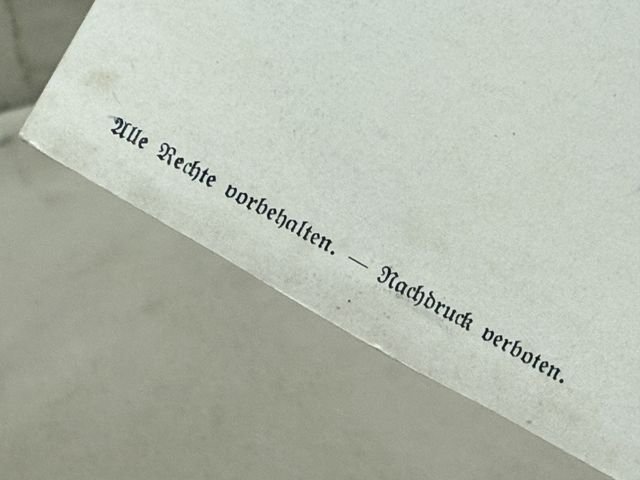 Alle Rechte vorbehalten. — Nachdruck verboten.